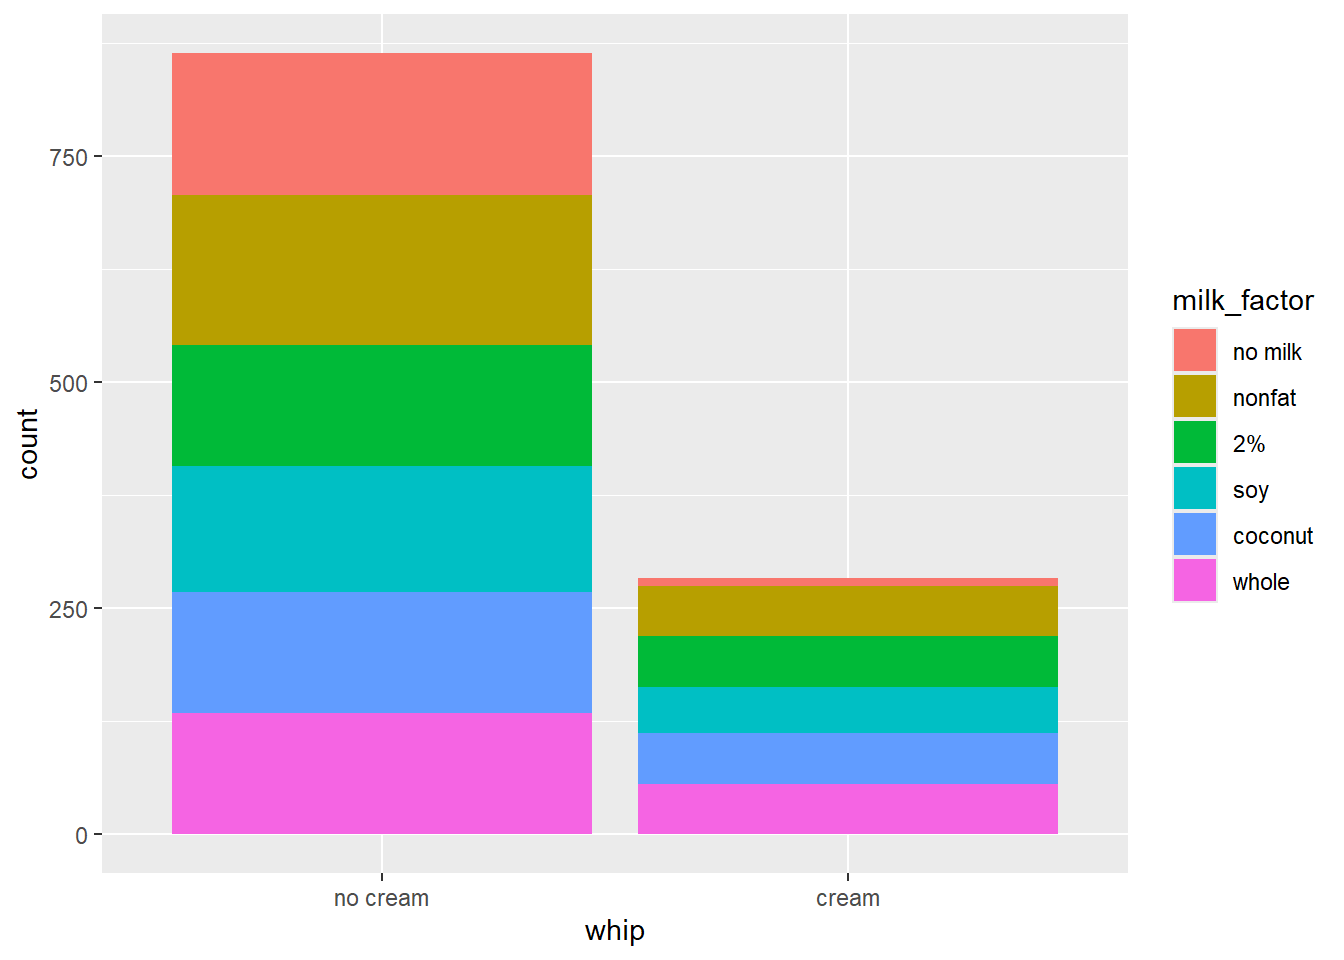 750
500
250
0
count
no cream
cream
whip
milk_factor
no milk
nonfat
2%
soy
coconut
whole